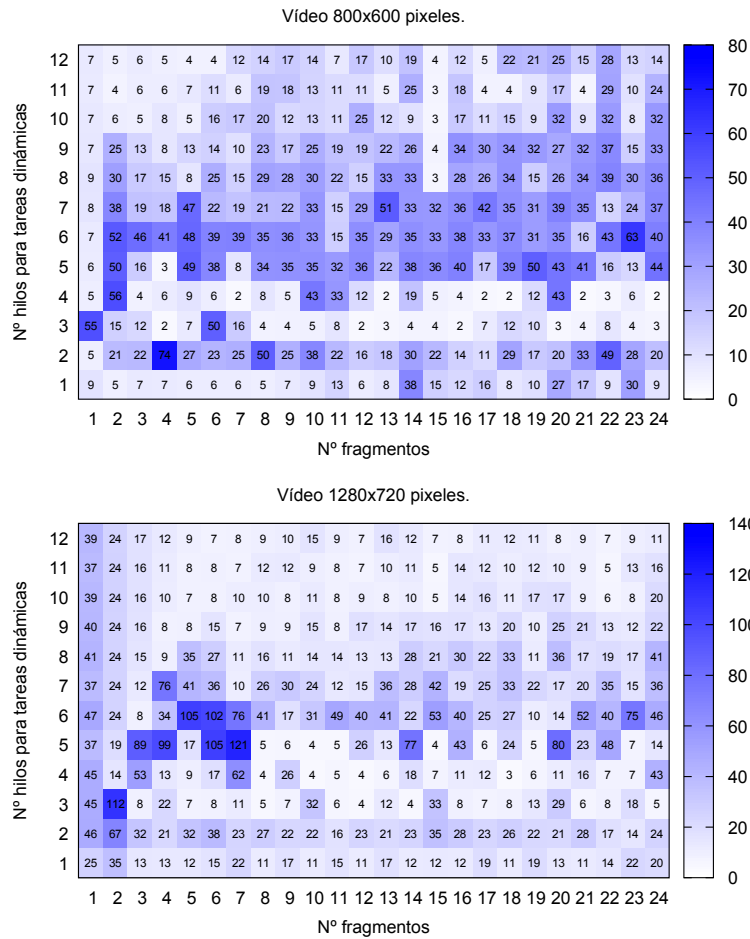 Vídeo 800x600 pixeles.
Nº hilos para tareas dinámicas
12 7 5 6 5 4 4 12 14 17 14 7 17 10 19 4 12 5 22 21 25 15 28 13 14
11 7 4 6 6 7 11 6 19 18 13 11 11 5 25 3 18 4 4 9 17 4 29 10 24
10 7 6 5 8 5 16 17 20 12 13 11 25 12 9 3 17 11 15 9 32 9 32 8 32
9 7 25 13 8 13 14 10 23 17 25 19 19 22 26 4 34 30 34 32 27 32 37 15 33
8 9 30 17 15 8 25 15 29 28 30 22 15 33 33 3 28 26 34 15 26 34 39 30 36
7 8 38 19 18 47 22 19 21 22 33 15 29 51 33 32 36 42 35 31 39 35 13 24 37
6 7 52 46 41 48 39 39 35 36 33 15 35 29 35 33 38 33 37 31 35 16 43 63 40
5 6 50 16 3 49 38 8 34 35 35 32 36 22 38 36 40 17 39 50 43 41 16 13 44
4 5 56 4 6 9 6 2 8 5 43 33 12 2 19 5 4 2 2 12 43 2 3 6 2
3 55 15 12 2 7 50 16 4 4 5 8 2 3 4 4 2 7 12 10 3 4 8 4 3
2 5 21 22 74 27 23 25 50 25 38 22 16 18 30 22 14 11 29 17 20 33 49 28 20
1 9 5 7 7 6 6 6 5 7 9 13 6 8 38 15 12 16 8 10 27 17 9 30 9
1 2 3 4 5 6 7 8 9 10 11 12 13 14 15 16 17 18 19 20 21 22 23 24
Nº fragmentos
80
70
60
50
40
30
20
10
0
Vídeo 1280x720 pixeles.
Nº hilos para tareas dinámicas
12 39 24 17 12 9 7 8 9 10 15 9 7 16 12 7 8 11 12 11 8 9 7 9 11
11 37 24 16 11 8 8 7 12 12 9 8 7 10 11 5 14 12 10 12 10 9 5 13 16
10 39 24 16 10 7 8 10 10 8 11 8 9 8 10 5 14 16 11 17 17 9 6 8 20
9 40 24 16 8 8 15 7 9 9 15 8 17 14 17 16 17 13 20 10 25 21 13 12 22
8 41 24 15 9 35 27 11 16 11 14 14 13 13 28 21 30 22 33 11 36 17 19 17 41
7 37 24 12 76 41 36 10 26 30 24 12 15 36 28 42 19 25 33 22 17 20 35 15 36
6 47 24 8 34 105 102 76 41 17 31 49 40 41 22 53 40 25 27 10 14 52 40 75 46
5 37 19 89 99 17 105 121 5 6 4 5 26 13 77 4 43 6 24 5 80 23 48 7 14
4 45 14 53 13 9 17 62 4 26 4 5 4 6 18 7 11 12 3 6 11 16 7 7 43
3 45 112 8 22 7 8 11 5 7 32 6 4 12 4 33 8 7 8 13 29 6 8 18 5
2 46 67 32 21 32 38 23 27 22 22 16 23 21 23 35 28 23 26 22 21 28 17 14 24
1 25 35 13 13 12 15 22 11 17 11 15 11 17 12 12 12 19 11 19 13 11 14 22 20
1 2 3 4 5 6 7 8 9 10 11 12 13 14 15 16 17 18 19 20 21 22 23 24
Nº fragmentos
140
120
100
80
60
40
20
0